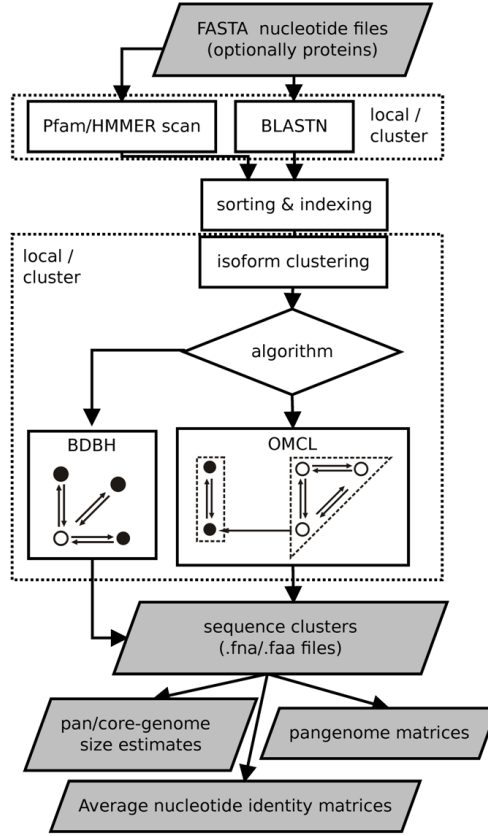 FASTA nucleotide files
(optionally proteins)
Pfam/HMMER scan
BLASTN
local /
cluster
sorting & indexing
local /
cluster
isoform clustering
algorithm
BDBH
OMCL
sequence clusters
(.fna/.faa files)
pan/core-genome
size estimates
pangenome matrices
Average nucleotide identity matrices